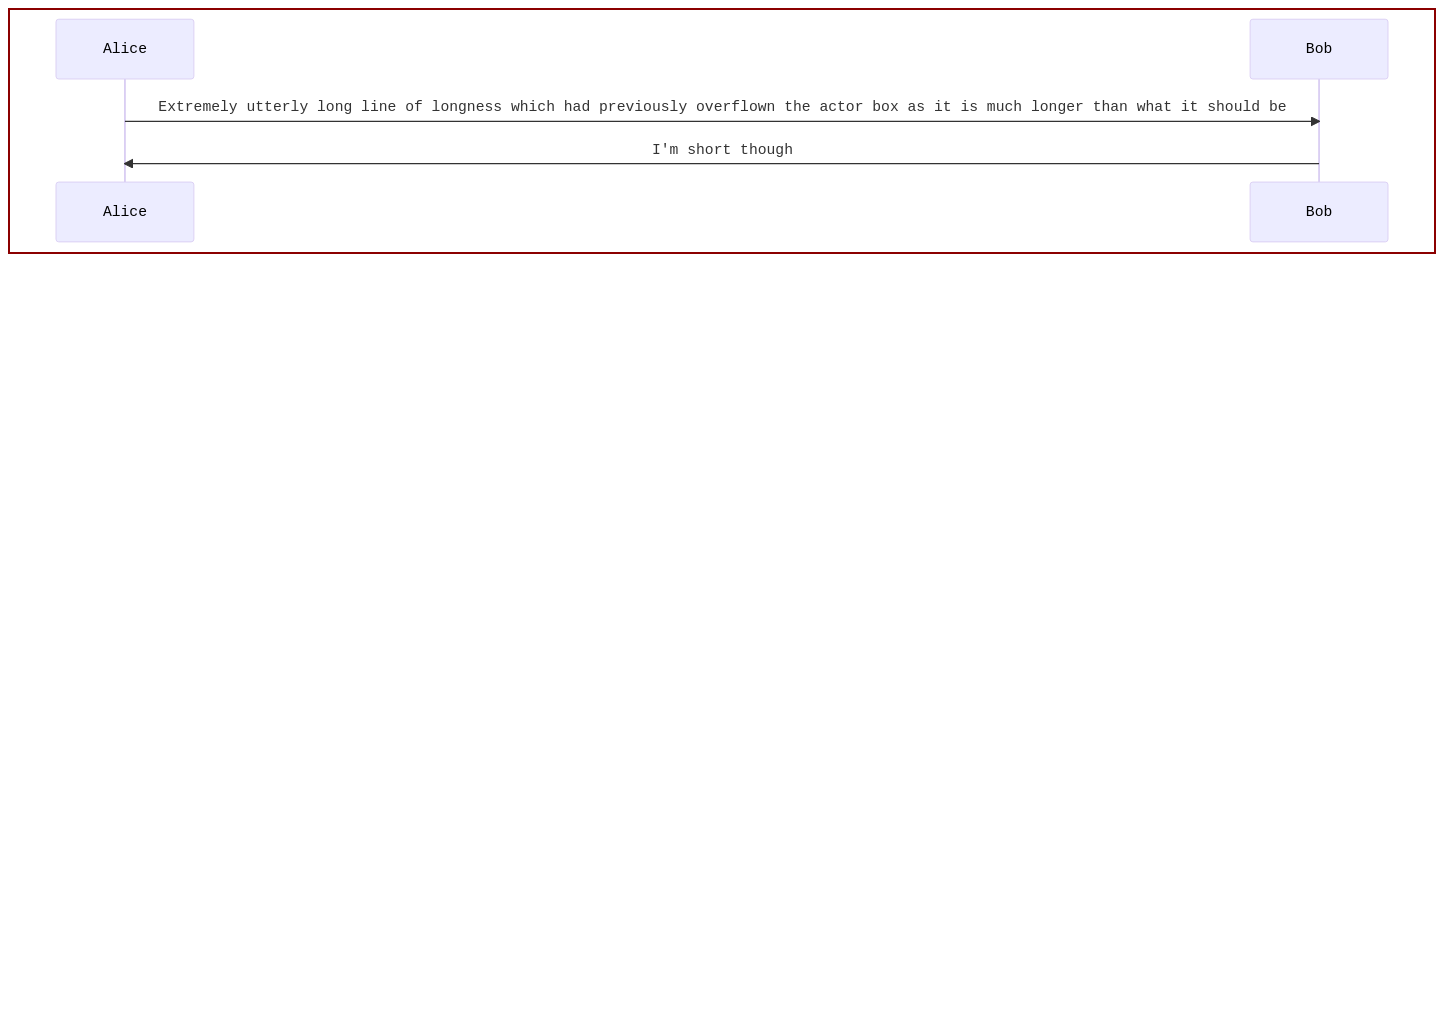 Alice
Bob
Extremely utterly long line of longness which had previously overflown the actor box as it is much longer than what it should be
I'm short though
Alice
Bob